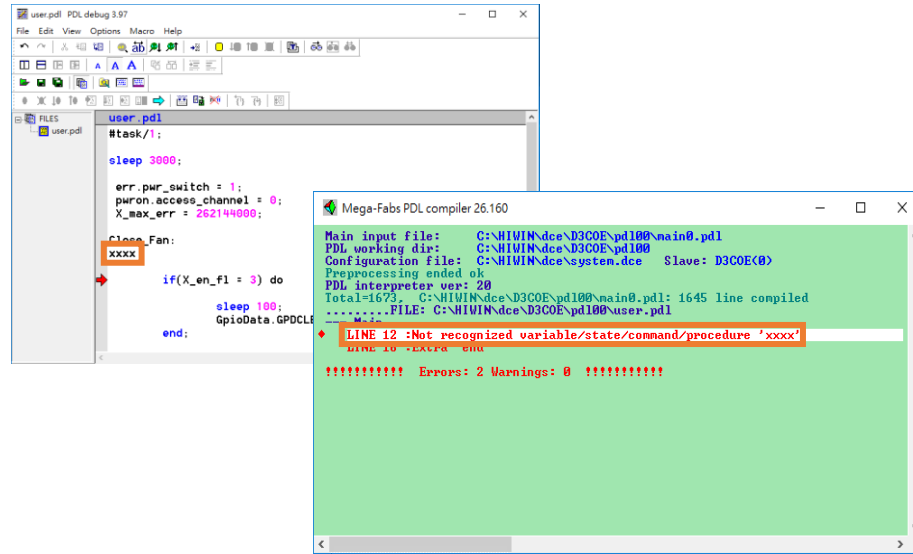 user.pdl PDL debug 3.97
File Edit View Options Macro Help
FILES
user.pdl
user.pdl
#task/1;
sleep 3000;
err.pwr_switch = 1;
pwron.access_channel = 0;
X_max_err = 262144000;
Close_Fan:
xxxx
if(X_en_fl = 3) do
sleep 100;
GpioData.GPDCLE
end;
Mega-Fabs PDL compiler 26.160
Main input file: C:\HIWIN\dce\D3COE\pdl00\main0.pdl
PDL working dir: C:\HIWIN\dce\D3COE\pdl00
Configuration file: C:\HIWIN\dce\system.dce Slave: D3COE(0)
Preprocessing ended ok
PDL interpreter ver: 20
Total=1673, C:\HIWIN\dce\D3COE\pdl00\main0.pdl: 1645 line compiled
.........FILE: C:\HIWIN\dce\D3COE\pdl00\user.pdl
LINE 12 :Not recognized variable/state/command/procedure 'xxxx'
LINE 16 :Extra 'end'
!!!!!!!!!!! Errors: 2 Warnings: 0 !!!!!!!!!!!